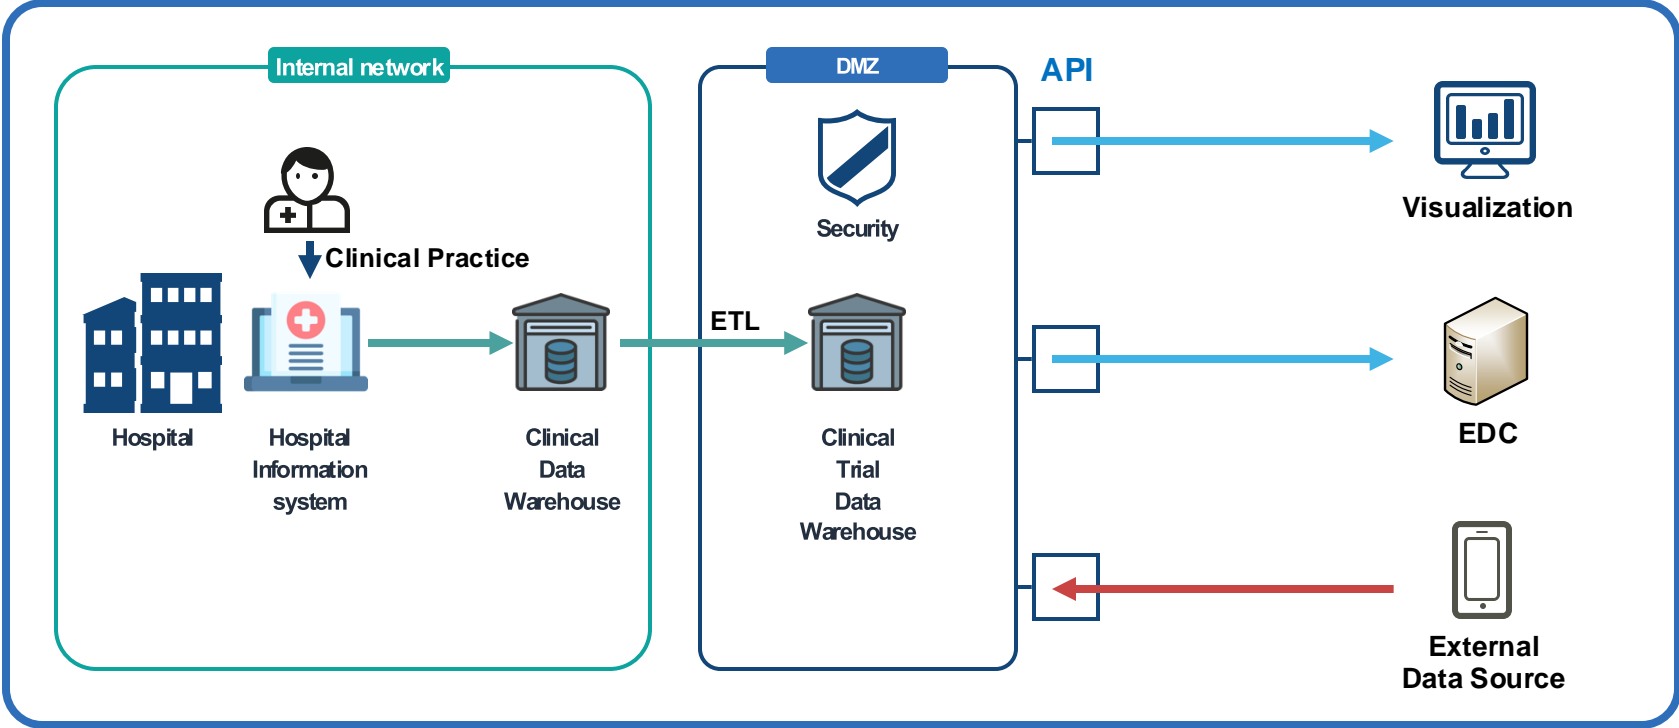 Internal network
DMZ
API
Security
Visualization
Clinical Practice
ETL
Hospital
Hospital
Information
system
Clinical
Data
Warehouse
Clinical
Trial
Data
Warehouse
EDC
External
Data Source